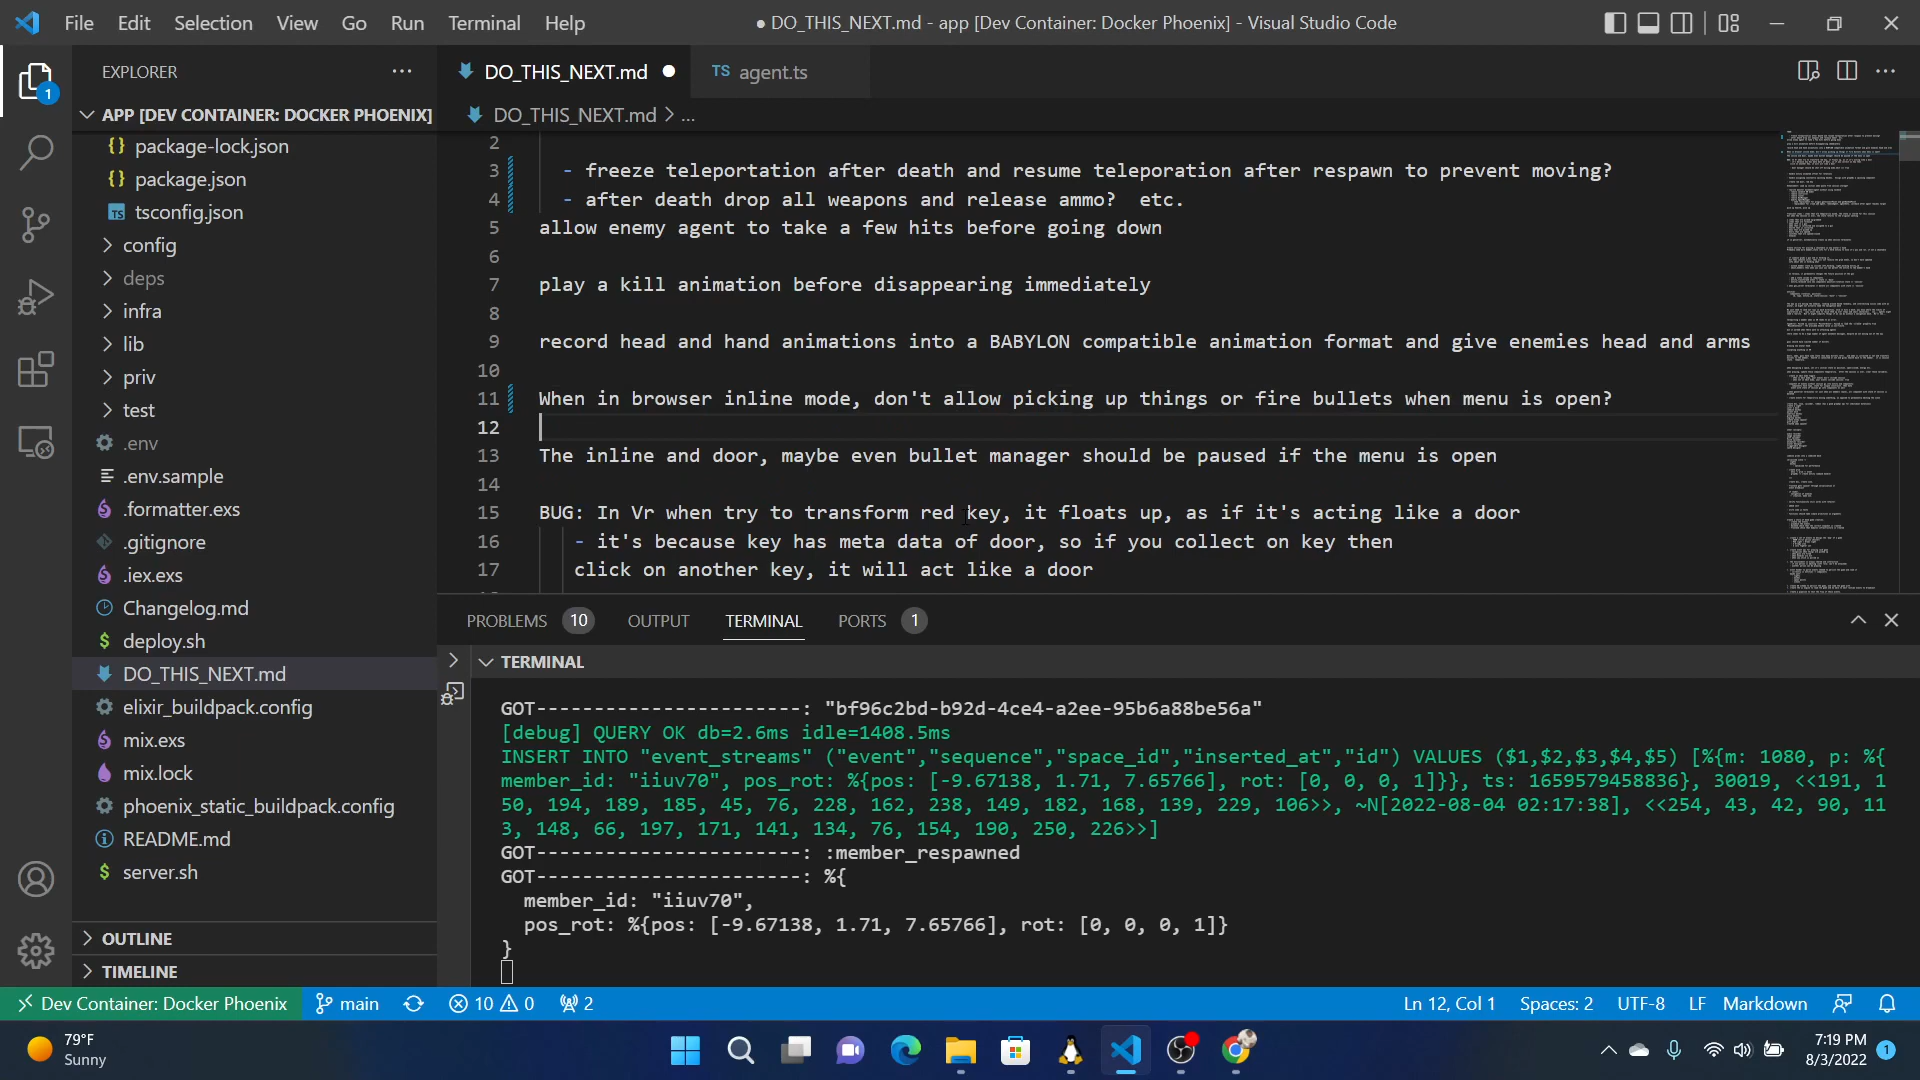 File Edit Selection View Go Run Terminal Help
● DO_THIS_NEXT.md - app [Dev Container: Docker Phoenix] - Visual Studio Code
EXPLORER
APP [DEV CONTAINER: DOCKER PHOENIX]
package-lock.json
package.json
tsconfig.json
config
deps
infra
lib
priv
test
.env
.env.sample
.formatter.exs
.gitignore
.iex.exs
Changelog.md
deploy.sh
DO_THIS_NEXT.md
elixir_buildpack.config
mix.exs
mix.lock
phoenix_static_buildpack.config
README.md
server.sh
OUTLINE
TIMELINE
DO_THIS_NEXT.md
TS agent.ts
DO_THIS_NEXT.md > ...
2
3 - freeze teleportation after death and resume teleporation after respawn to prevent moving?
4 - after death drop all weapons and release ammo?  etc.
5 allow enemy agent to take a few hits before going down
6
7 play a kill animation before disappearing immediately
8
9 record head and hand animations into a BABYLON compatible animation format and give enemies head and arms
10
11 When in browser inline mode, don't allow picking up things or fire bullets when menu is open?
12
13 The inline and door, maybe even bullet manager should be paused if the menu is open
14
15 BUG: In Vr when try to transform red key, it floats up, as if it's acting like a door
16 - it's because key has meta data of door, so if you collect on key then
17 click on another key, it will act like a door
PROBLEMS 10 OUTPUT TERMINAL PORTS 1
TERMINAL
GOT-----------------------: "bf96c2bd-b92d-4ce4-a2ee-95b6a88be56a"
[debug] QUERY OK db=2.6ms idle=1408.5ms
INSERT INTO "event_streams" ("event","sequence","space_id","inserted_at","id") VALUES ($1,$2,$3,$4,$5) [%{m: 1080, p: %{
member_id: "iiuv70", pos_rot: %{pos: [-9.67138, 1.71, 7.65766], rot: [0, 0, 0, 1]}}, ts: 1659579458836}, 30019, <<191, 1
50, 194, 189, 185, 45, 76, 228, 162, 238, 149, 182, 168, 139, 229, 106>>, ~N[2022-08-04 02:17:38], <<254, 43, 42, 90, 11
3, 148, 66, 197, 171, 141, 134, 76, 154, 190, 250, 226>>]
GOT-----------------------: :member_respawned
GOT-----------------------: %{
member_id: "iiuv70",
pos_rot: %{pos: [-9.67138, 1.71, 7.65766], rot: [0, 0, 0, 1]}
}
Dev Container: Docker Phoenix main 10 0 2
Ln 12, Col 1 Spaces: 2 UTF-8 LF Markdown
79°F
Sunny
7:19 PM
8/3/2022
1